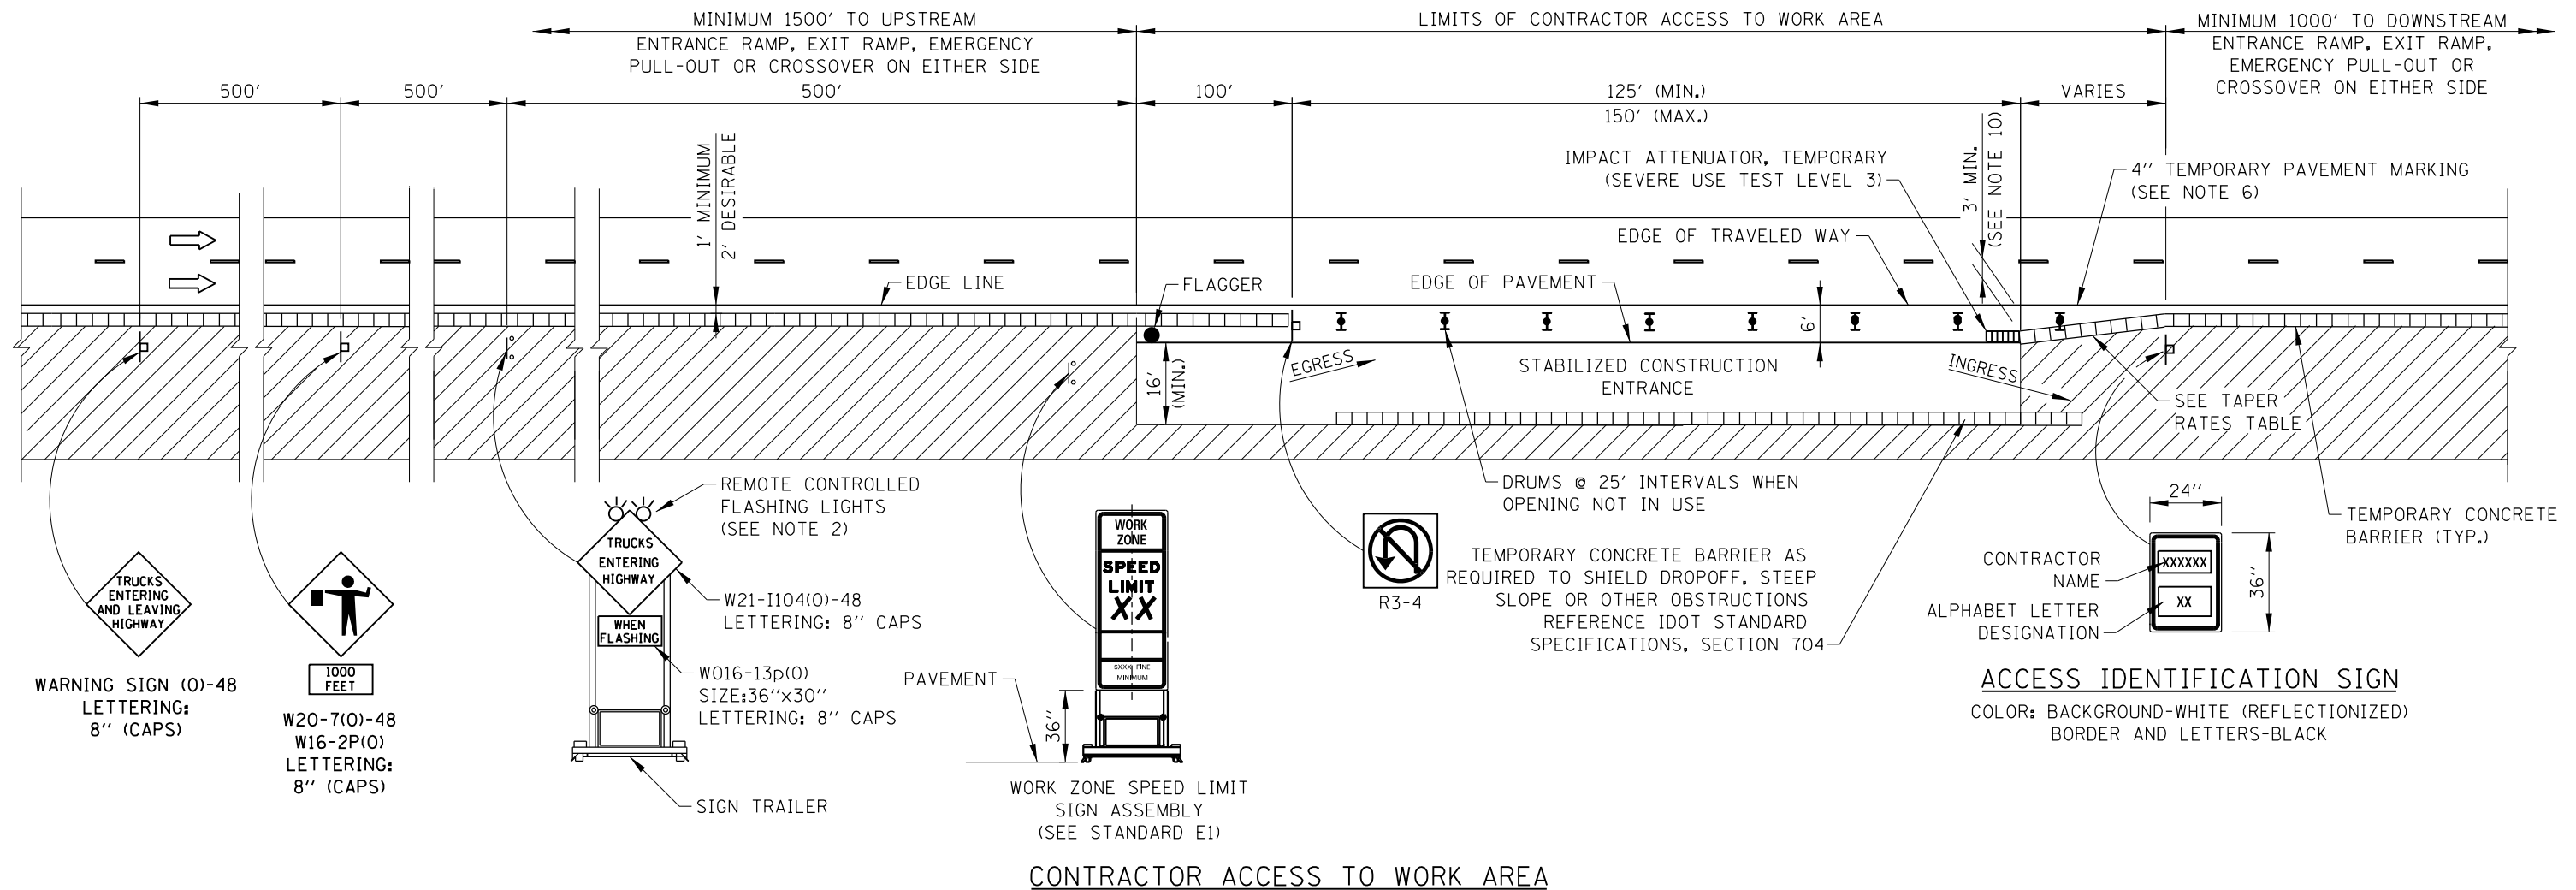 MINIMUM 1500' TO UPSTREAM
ENTRANCE RAMP, EXIT RAMP, EMERGENCY
PULL-OUT OR CROSSOVER ON EITHER SIDE
LIMITS OF CONTRACTOR ACCESS TO WORK AREA
MINIMUM 1000' TO DOWNSTREAM
ENTRANCE RAMP, EXIT RAMP,
EMERGENCY PULL-OUT OR
CROSSOVER ON EITHER SIDE
500'
500'
500'
100'
125' (MIN.)
150' (MAX.)
VARIES
1' MINIMUM
2' DESIRABLE
IMPACT ATTENUATOR, TEMPORARY
(SEVERE USE TEST LEVEL 3)
3' MIN.
(SEE NOTE 10)
4'' TEMPORARY PAVEMENT MARKING
(SEE NOTE 6)
EDGE OF TRAVELED WAY
EDGE LINE
FLAGGER
EDGE OF PAVEMENT
6'
EGRESS
16'
(MIN.)
STABILIZED CONSTRUCTION
ENTRANCE
INGRESS
SEE TAPER
RATES TABLE
REMOTE CONTROLLED
FLASHING LIGHTS
(SEE NOTE 2)
DRUMS @ 25' INTERVALS WHEN
OPENING NOT IN USE
24''
TEMPORARY CONCRETE
BARRIER (TYP.)
TRUCKS
ENTERING
AND LEAVING
HIGHWAY
WARNING SIGN (O)-48
LETTERING:
8'' (CAPS)
1000
FEET
W20-7(O)-48
W16-2P(O)
LETTERING:
8'' (CAPS)
TRUCKS
ENTERING
HIGHWAY
WHEN
FLASHING
W21-I104(O)-48
LETTERING: 8'' CAPS
WO16-13p(O)
SIZE:36''x30''
LETTERING: 8'' CAPS
SIGN TRAILER
WORK
ZONE
SPEED
LIMIT
XX
$XXX FINE
MINIMUM
36''
PAVEMENT
WORK ZONE SPEED LIMIT
SIGN ASSEMBLY
(SEE STANDARD E1)
R3-4
TEMPORARY CONCRETE BARRIER AS
REQUIRED TO SHIELD DROPOFF, STEEP
SLOPE OR OTHER OBSTRUCTIONS
REFERENCE IDOT STANDARD
SPECIFICATIONS, SECTION 704
CONTRACTOR
NAME
ALPHABET LETTER
DESIGNATION
XXXXXX
XX
36''
ACCESS IDENTIFICATION SIGN
COLOR: BACKGROUND-WHITE (REFLECTIONIZED)
BORDER AND LETTERS-BLACK
CONTRACTOR ACCESS TO WORK AREA